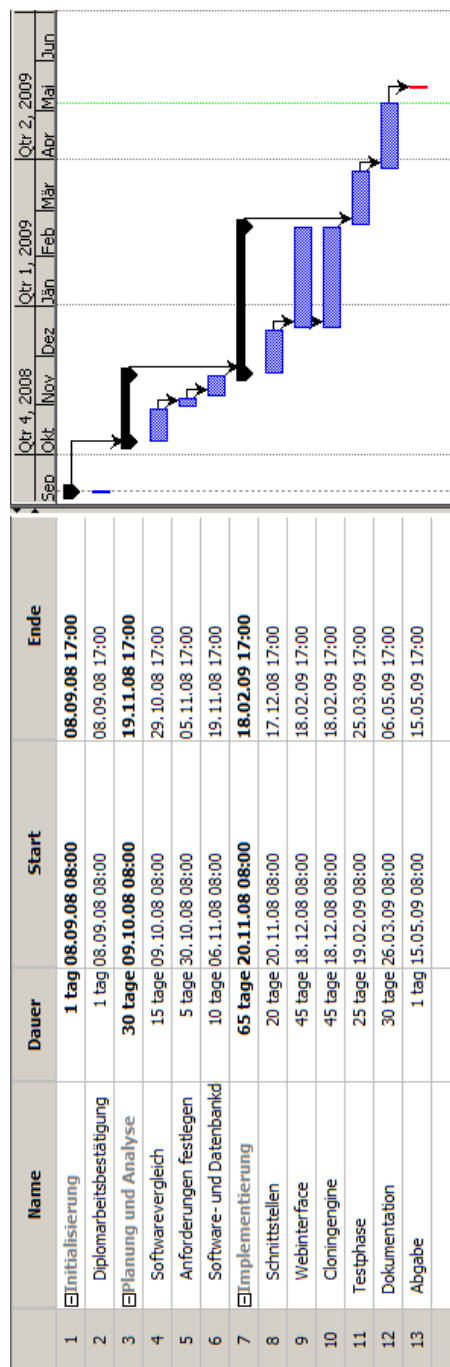 Name Dauer Start Ende
1 Initialisierung 1 tag 08.09.08 08:00 08.09.08 17:00
2 Diplomarbeitsbestätigung 1 tag 08.09.08 08:00 08.09.08 17:00
3 Planung und Analyse 30 tage 09.10.08 08:00 19.11.08 17:00
4 Softwarevergleich 15 tage 09.10.08 08:00 29.10.08 17:00
5 Anforderungen festlegen 5 tage 30.10.08 08:00 05.11.08 17:00
6 Software- und Datenbankd 10 tage 06.11.08 08:00 19.11.08 17:00
7 Implementierung 65 tage 20.11.08 08:00 18.02.09 17:00
8 Schnittstellen 20 tage 20.11.08 08:00 17.12.08 17:00
9 Webinterface 45 tage 18.12.08 08:00 18.02.09 17:00
10 Cloningengine 45 tage 18.12.08 08:00 18.02.09 17:00
11 Testphase 25 tage 19.02.09 08:00 25.03.09 17:00
12 Dokumentation 30 tage 26.03.09 08:00 06.05.09 17:00
13 Abgabe 1 tag 15.05.09 08:00 15.05.09 17:00
Qtr 4, 2008 Qtr 1, 2009 Qtr 2, 2009
Sep Okt Nov Dez Jän Feb Mär Apr Mai Jun